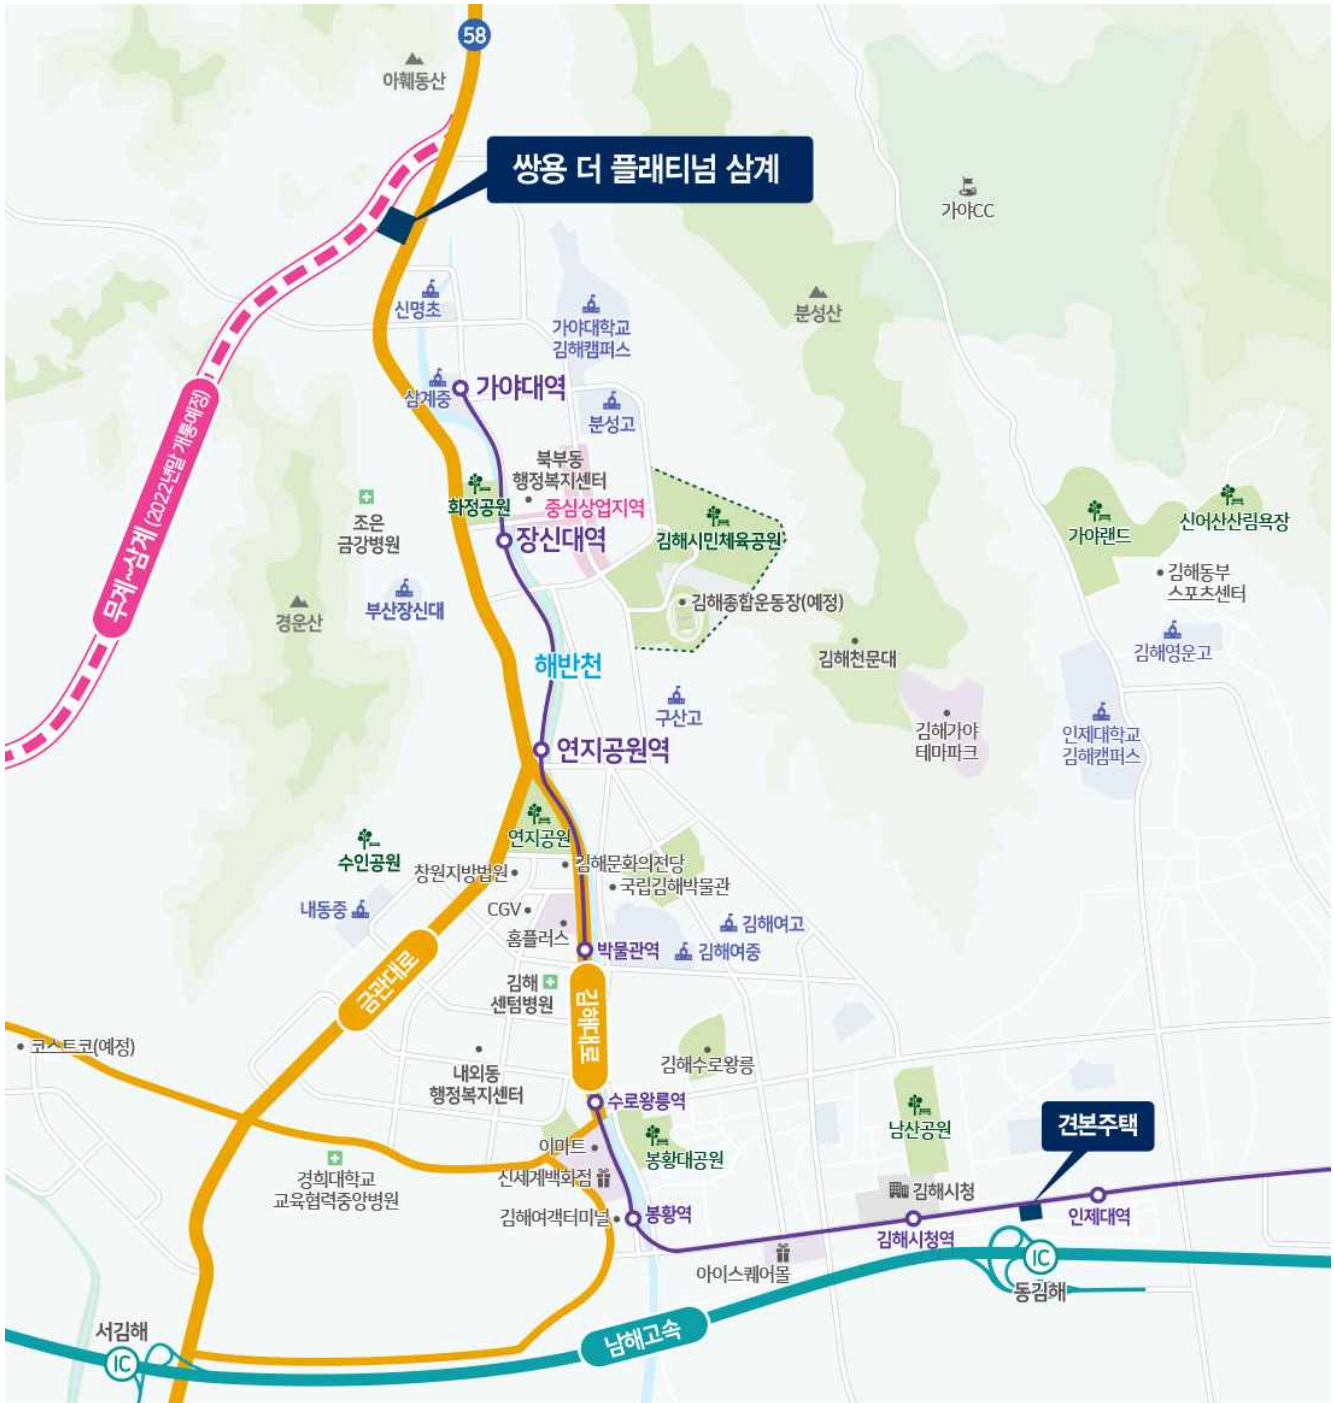 58
아훼동산
쌍용 더 플래티넘 삼계
가야CC
신명초
가야대학교
김해캠퍼스
분성산
삼계중
가야대역
분성고
무계~삼계 (2022년말 개통예정)
북부동
행정복지센터
화정공원
중심상업지역
조은
금강병원
장신대역
김해시민체육공원
가야랜드
신어산산림욕장
김해동부
스포츠센터
부산장신대
경운산
김해종합운동장(예정)
김해천문대
김해영운고
해반천
구산고
김해가야
테마파크
인제대학교
김해캠퍼스
연지공원역
연지공원
수인공원
창원지방법원
김해문화의전당
국립김해박물관
내동중
CGV
홈플러스
김해여고
박물관역
김해여중
금관대로
김해
센텀병원
김해대로
코스트코(예정)
내외동
행정복지센터
김해수로왕릉
수로왕릉역
남산공원
견본주택
이마트
봉황대공원
경희대학교
교육협력중앙병원
신세계백화점
김해시청
김해여객터미널
봉황역
김해시청역
인제대역
아이스퀘어몰
IC
동김해
남해고속
서김해
IC